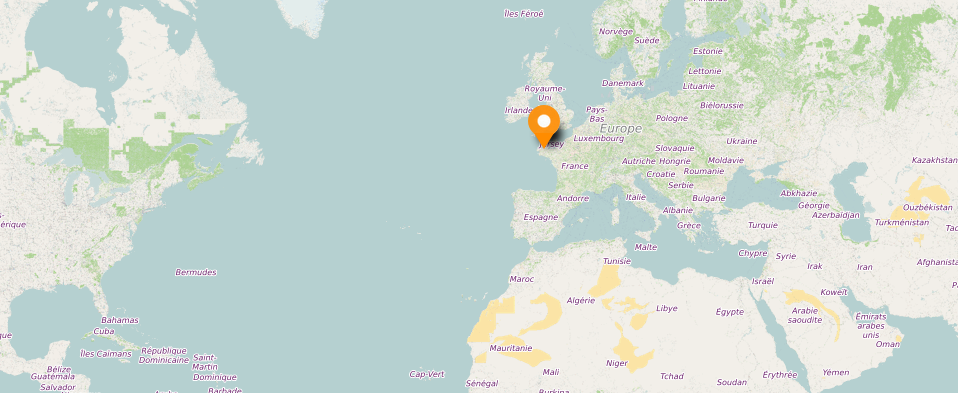 Finlande
Îles Féroé
Norvège
Suède
Estonie
Lettonie
Danemark
Lituanie
Royaume-
Uni
Biélorussie
Irlande
Pays-
Bas
Pologne
Europe
Luxembourg
Ukraine
Slovaquie
Kazakhstan
France
Autriche
Hongrie
Moldavie
Croatie
Roumanie
Serbie
Andorre
Italie
Bulgarie
Abkhazie
Géorgie
Ouzbékistan
Albanie
Azerbaïdjan
Espagne
Grèce
Turquie
Turkménistan
érique
Malte
Chypre
Syrie
Tunisie
Irak
Iran
Afghanista
Bermudes
Maroc
Israël
Algérie
Libye
Égypte
Koweït
Arabie
saoudite
Émirats
arabes
unis
Bahamas
Cuba
Oman
Îles Caïmans
République
Dominicaine
Saint-
Martin
Mauritanie
Niger
Bélize
Guatémala
Salvador
Dominique
Barbade
Cap-Vert
Mali
Sénégal
Tchad
Soudan
Érythrée
Yémen
Burkina